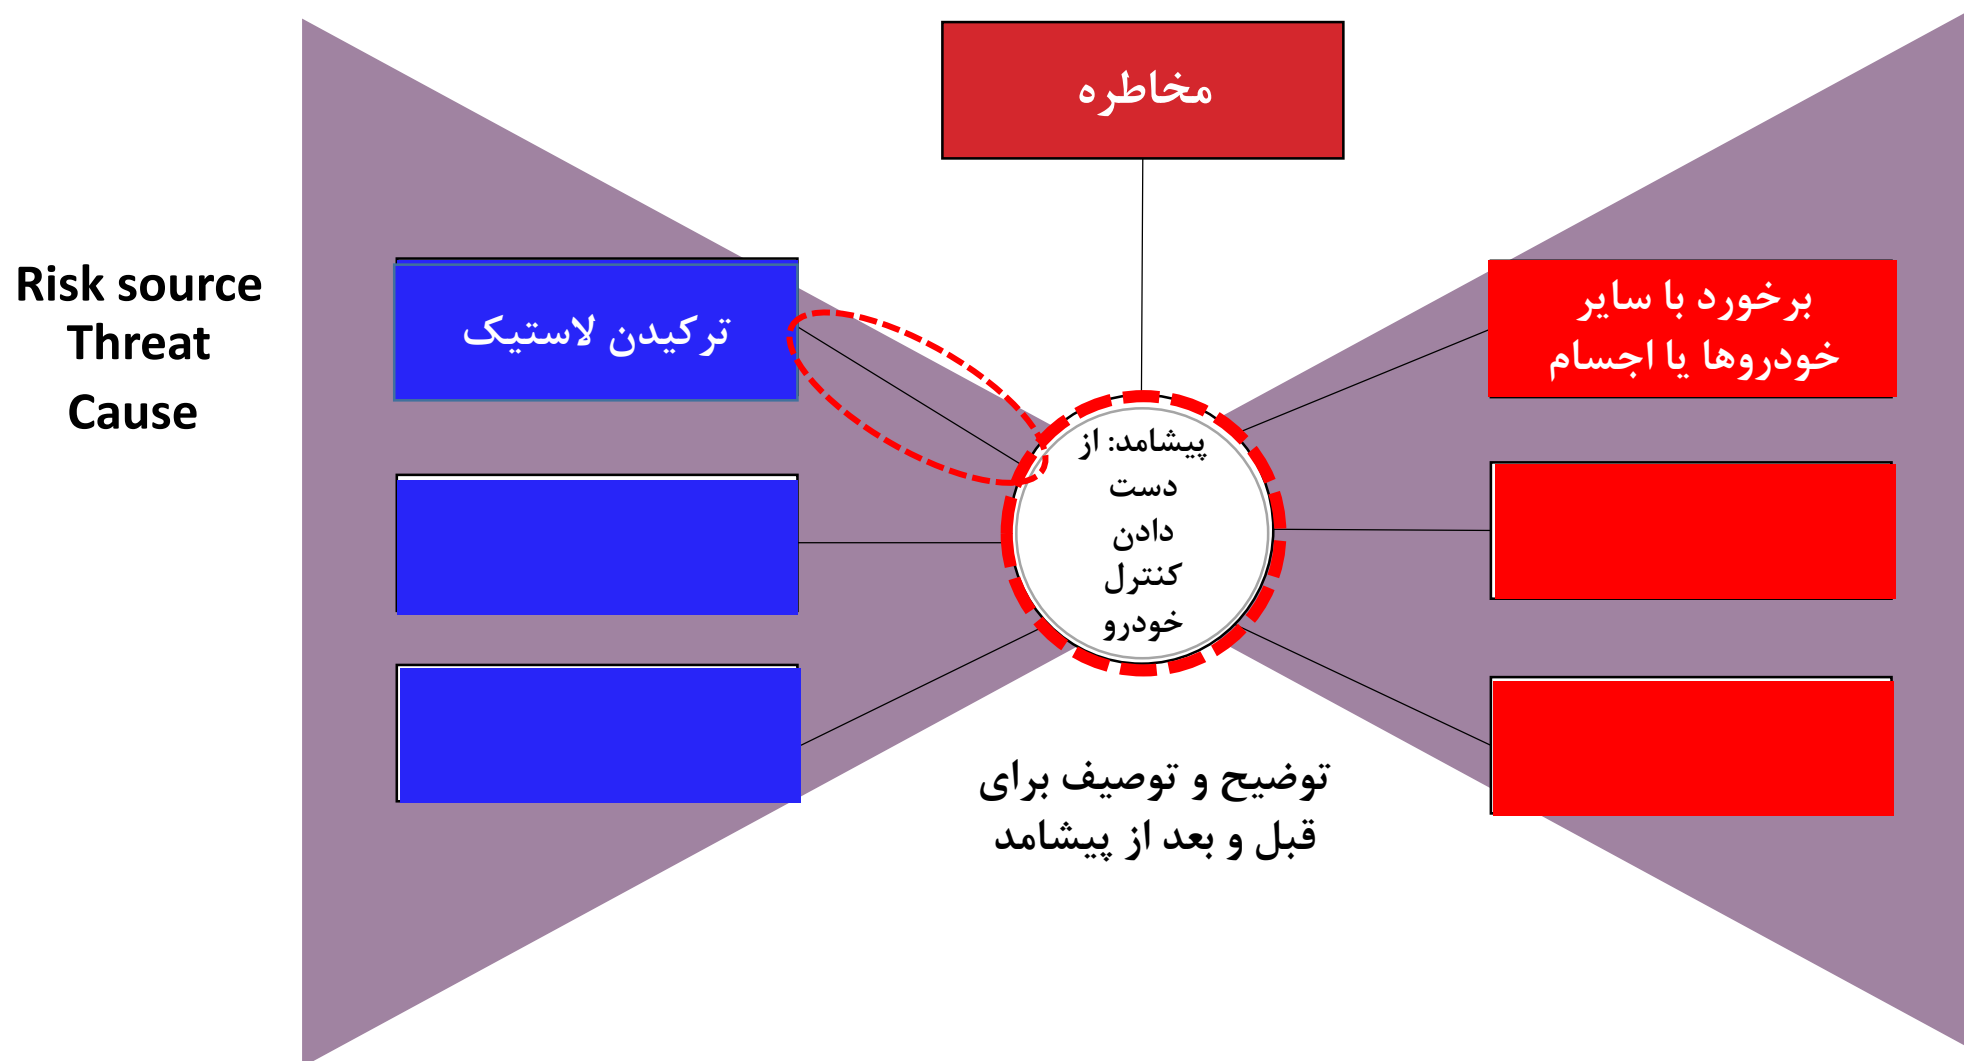 مخاطره
Risk source
Threat
Cause
ترکیدن لاستیک
پیشامد: از
دست
دادن
کنترل
خودرو
برخورد با سایر
خودروها یا اجسام
توضیح و توصیف برای
قبل و بعد از پیشامد